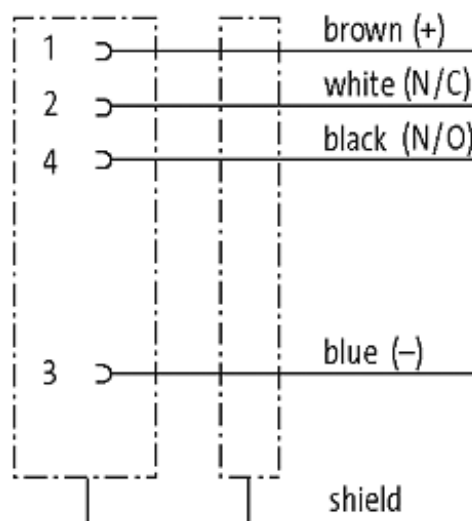 1 brown (+)
2 white (N/C)
4 black (N/O)
3 blue (–)
shield